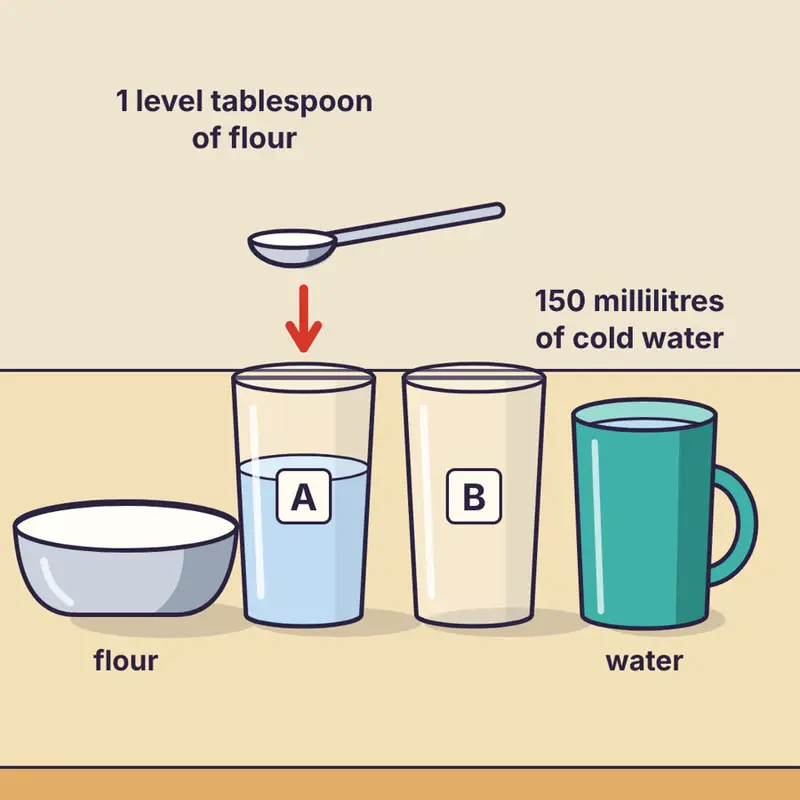 1 level tablespoon
of flour
150 millilitres
of cold water
A
B
flour
water